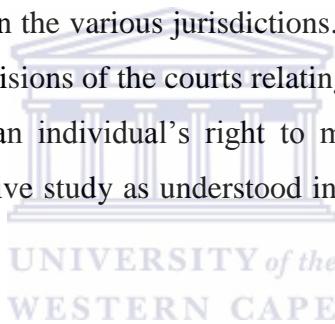 n the various jurisdictions.
isions of the courts relating
an individual's right to m
ive study as understood in
UNIVERSITY of the
WESTERN CAPE